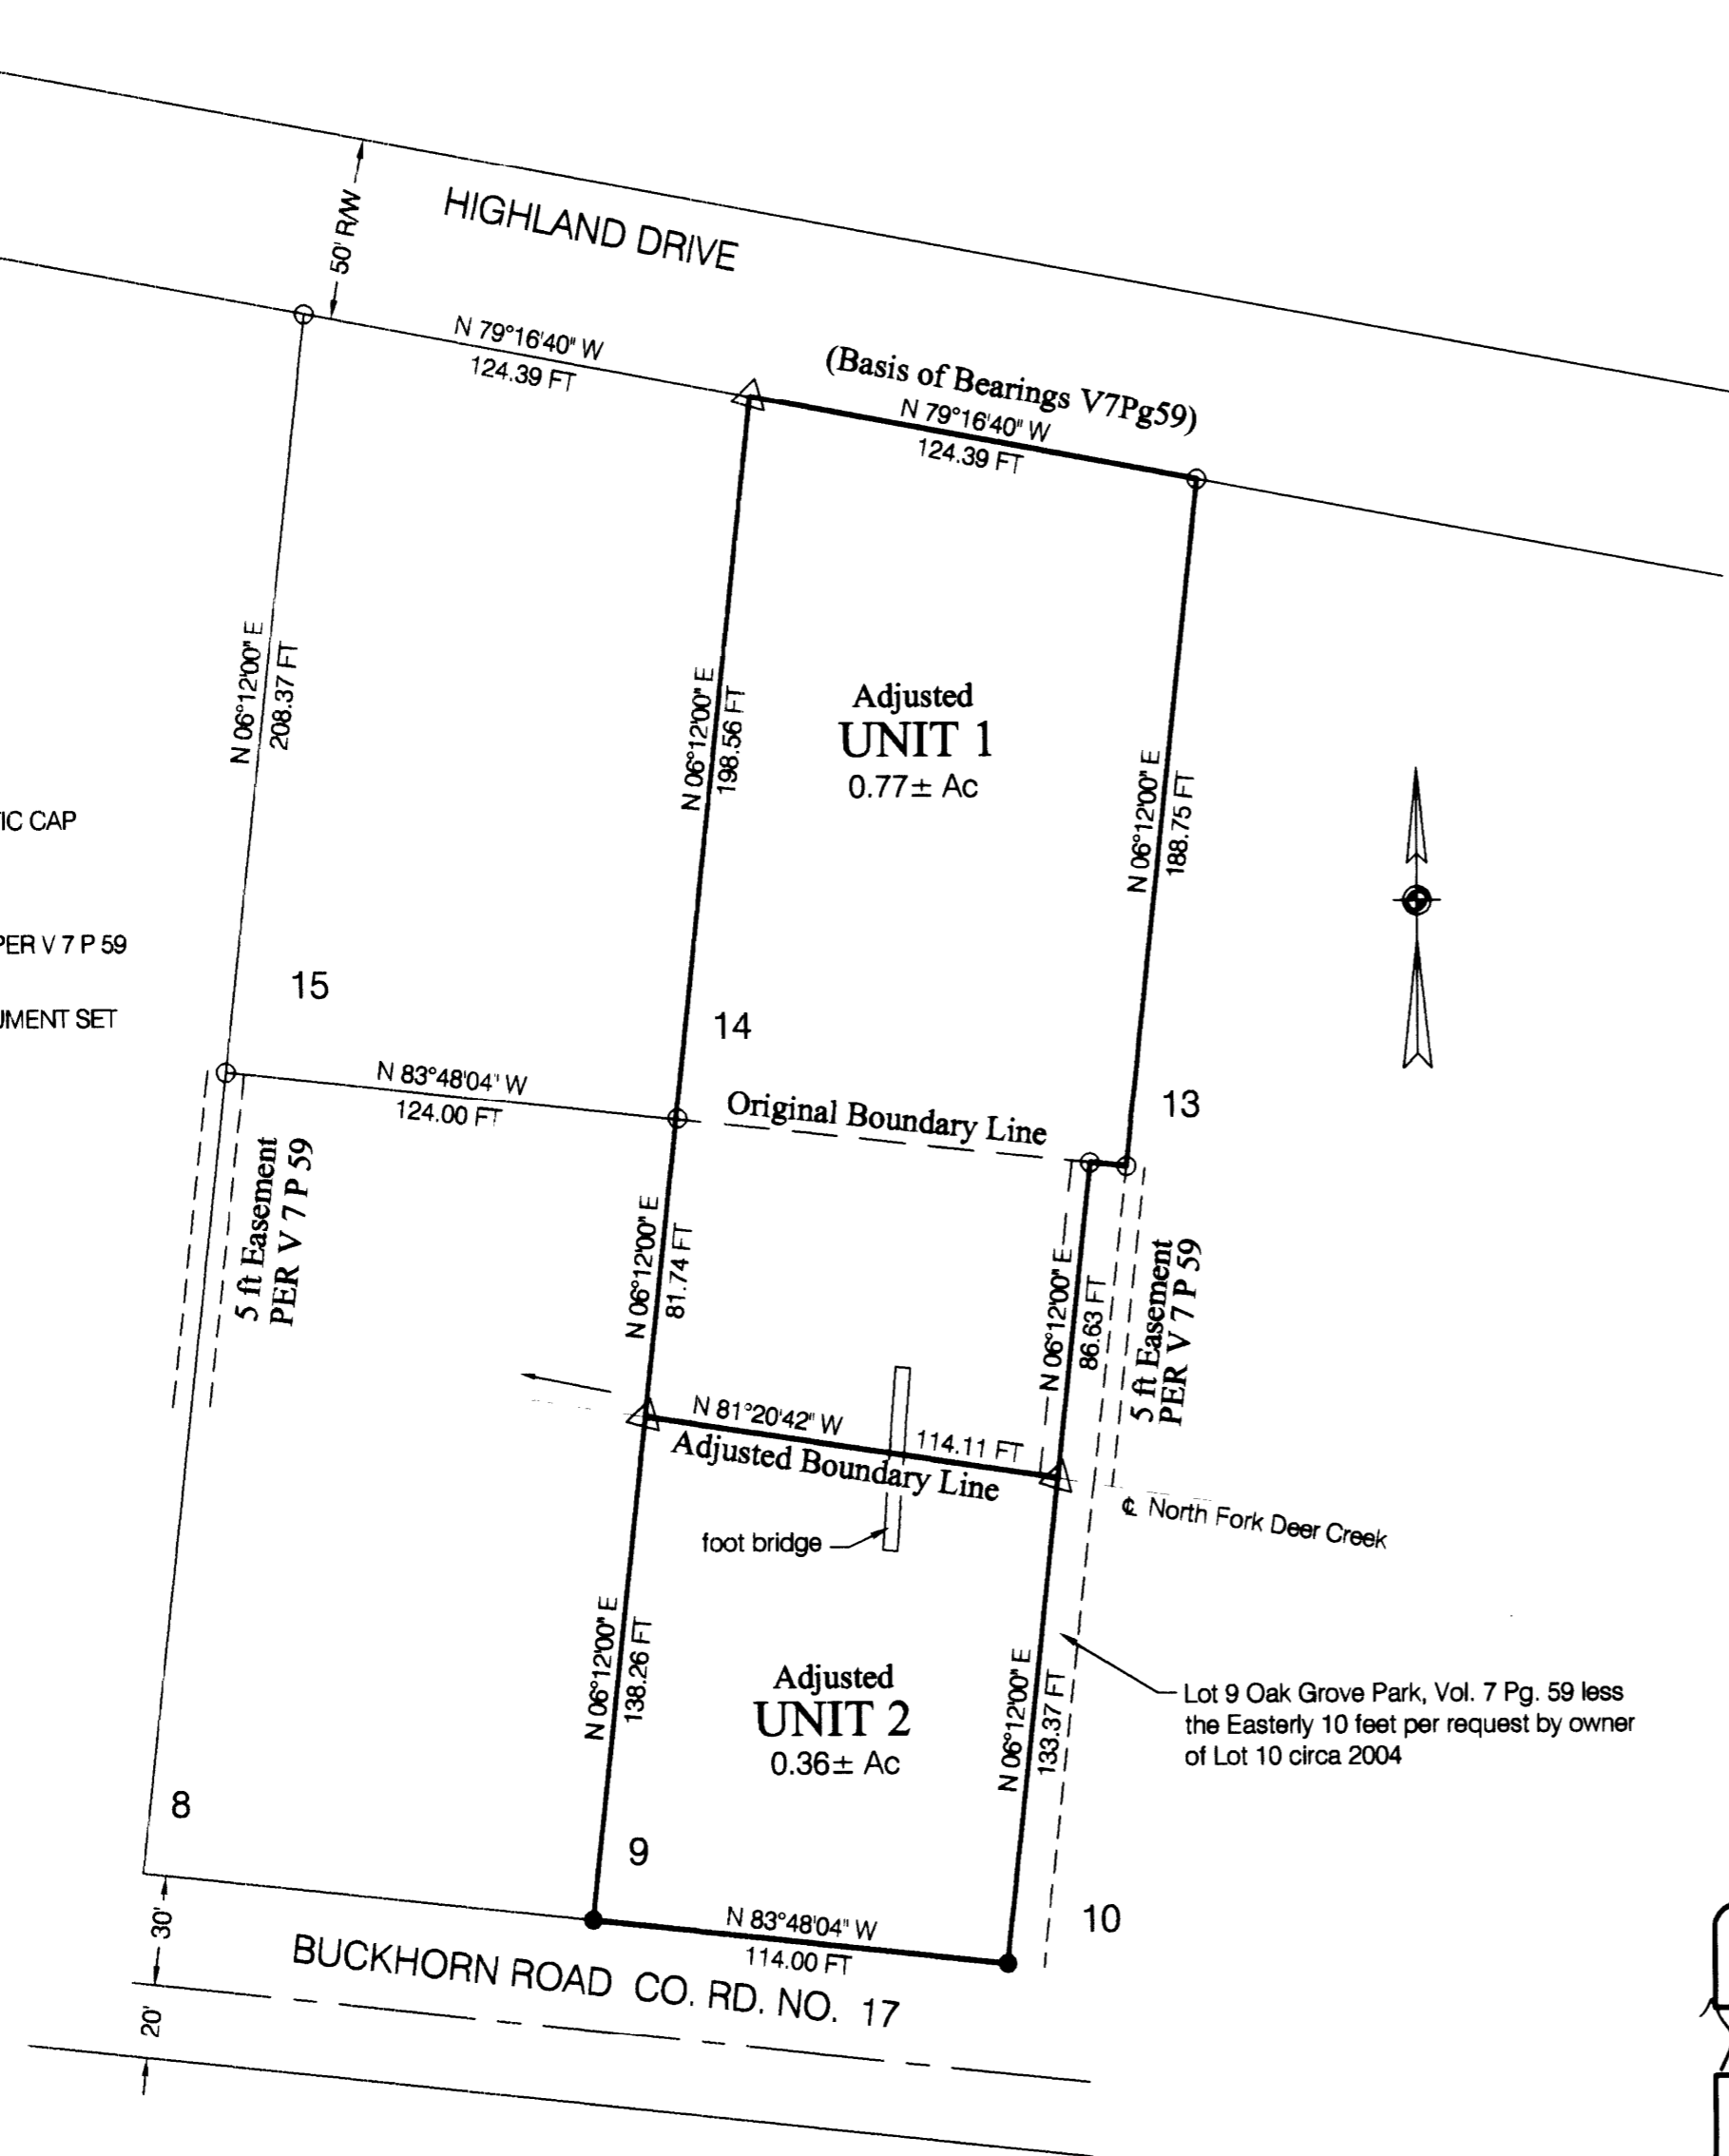 HIGHLAND DRIVE
50' R/W
N 79°16'40" W
124.39 FT
(Basis of Bearings V7Pg59)
N 79°16'40" W
124.39 FT
N 06°12'00" E
208.37 FT
N 06°12'00" E
198.56 FT
Adjusted
UNIT 1
0.77± Ac
N 06°12'00" E
188.75 FT
IC CAP
PER V 7 P 59
UMENT SET
15
14
13
N 83°48'04' W
124.00 FT
Original Boundary Line
5 ft Easement
PER V 7 P 59
N 06°12'00" E
81.74 FT
N 06°12'00" E
86.63 FT
5 ft Easement
PER V 7 P 59
N 81°20'42" W
114.11 FT
Adjusted Boundary Line
foot bridge
℄ North Fork Deer Creek
N 06°12'00" E
138.26 FT
Adjusted
UNIT 2
0.36± Ac
N 06°12'00" E
133.37 FT
Lot 9 Oak Grove Park, Vol. 7 Pg. 59 less
the Easterly 10 feet per request by owner
of Lot 10 circa 2004
8
9
10
N 83°48'04" W
114.00 FT
30'
BUCKHORN ROAD CO. RD. NO. 17
20'